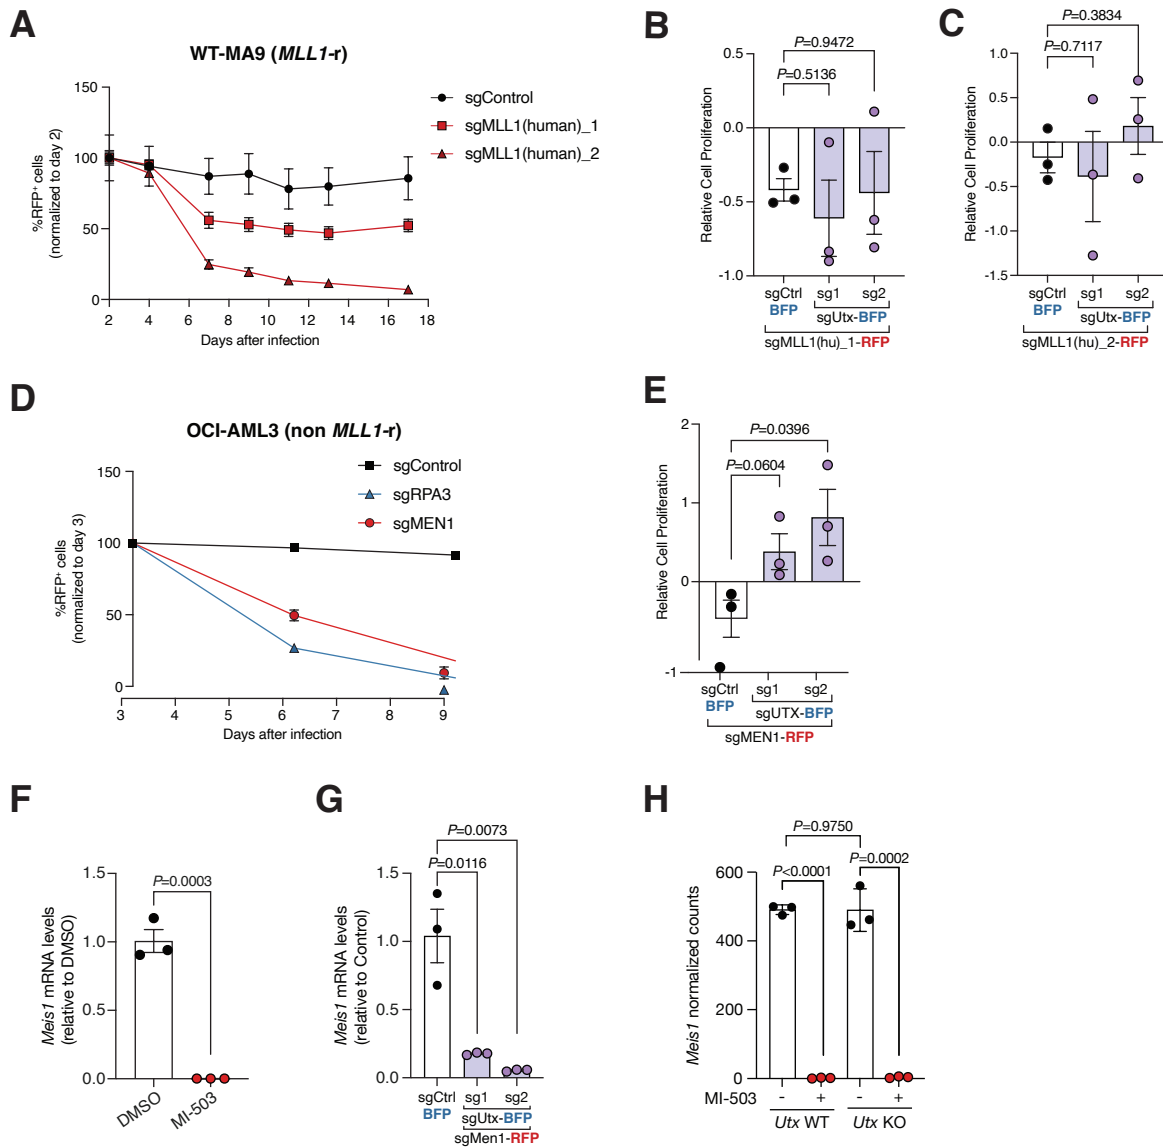 A
WT-MA9 (MLL1-r)
%RFP+ cells
(normalized to day 2)
150
100
50
0
2 4 6 8 10 12 14 16 18
Days after infection
sgControl
sgMLL1(human)_1
sgMLL1(human)_2
B
Relative Cell Proliferation
P=0.9472
P=0.5136
0.5
0.0
-0.5
-1.0
sgCtrl sg1 sg2
BFP sgUtx-BFP
sgMLL1(hu)_1-RFP
C
Relative Cell Proliferation
P=0.3834
P=0.7117
1.0
0.5
0.0
-0.5
-1.0
-1.5
sgCtrl sg1 sg2
BFP sgUtx-BFP
sgMLL1(hu)_2-RFP
D
OCI-AML3 (non MLL1-r)
%RFP+ cells
(normalized to day 3)
150
100
50
0
3 4 5 6 7 8 9
Days after infection
sgControl
sgRPA3
sgMEN1
E
Relative Cell Proliferation
P=0.0396
P=0.0604
2
1
0
-1
sgCtrl sg1 sg2
BFP sgUTX-BFP
sgMEN1-RFP
F
Meis1 mRNA levels
(relative to DMSO)
P=0.0003
1.5
1.0
0.5
0.0
DMSO
MI-503
G
Meis1 mRNA levels
(relative to Control)
P=0.0073
P=0.0116
1.5
1.0
0.5
0.0
sgCtrl sg1 sg2
BFP sgUtx-BFP
sgMen1-RFP
H
Meis1 normalized counts
P=0.9750
P<0.0001 P=0.0002
600
400
200
0
MI-503 - + - +
Utx WT Utx KO